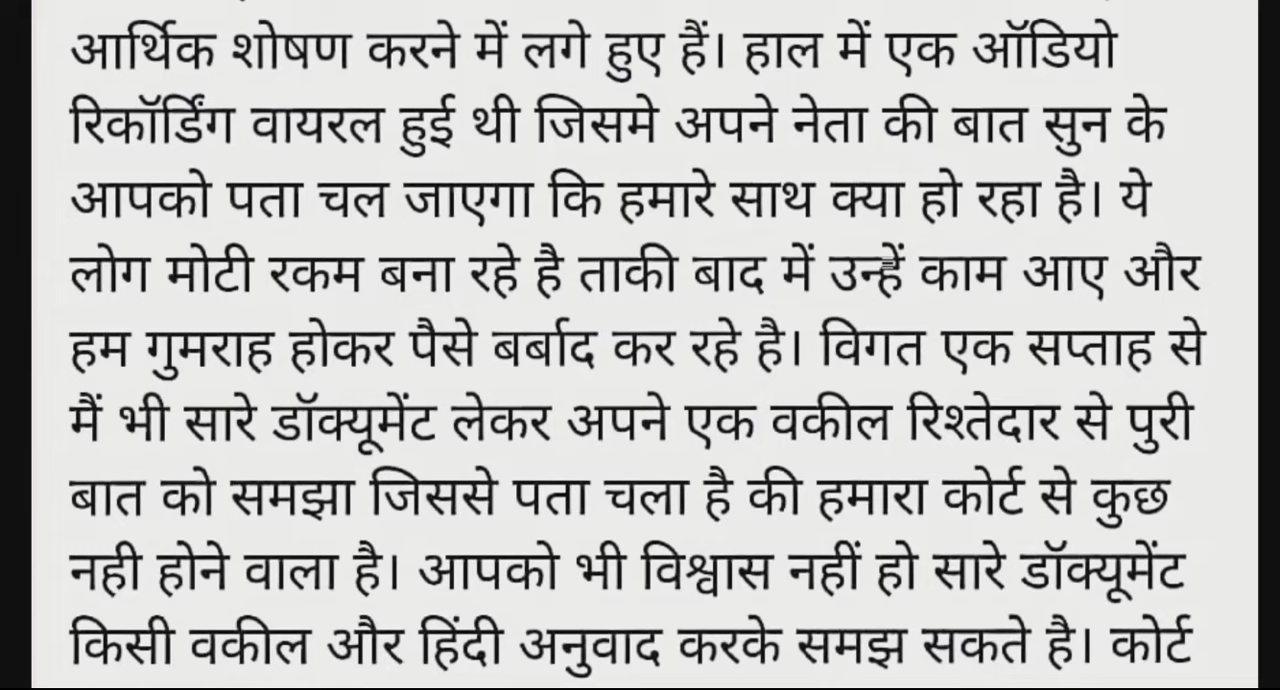 आर्थिक शोषण करने में लगे हुए हैं। हाल में एक ऑडियो
रिकॉर्डिंग वायरल हुई थी जिसमे अपने नेता की बात सुन के
आपको पता चल जाएगा कि हमारे साथ क्या हो रहा है। ये
लोग मोटी रकम बना रहे है ताकी बाद में उन्हें काम आए और
हम गुमराह होकर पैसे बर्बाद कर रहे है। विगत एक सप्ताह से
मैं भी सारे डॉक्यूमेंट लेकर अपने एक वकील रिश्तेदार से पुरी
बात को समझा जिससे पता चला है की हमारा कोर्ट से कुछ
नही होने वाला है। आपको भी विश्वास नहीं हो सारे डॉक्यूमेंट
किसी वकील और हिंदी अनुवाद करके समझ सकते है। कोर्ट